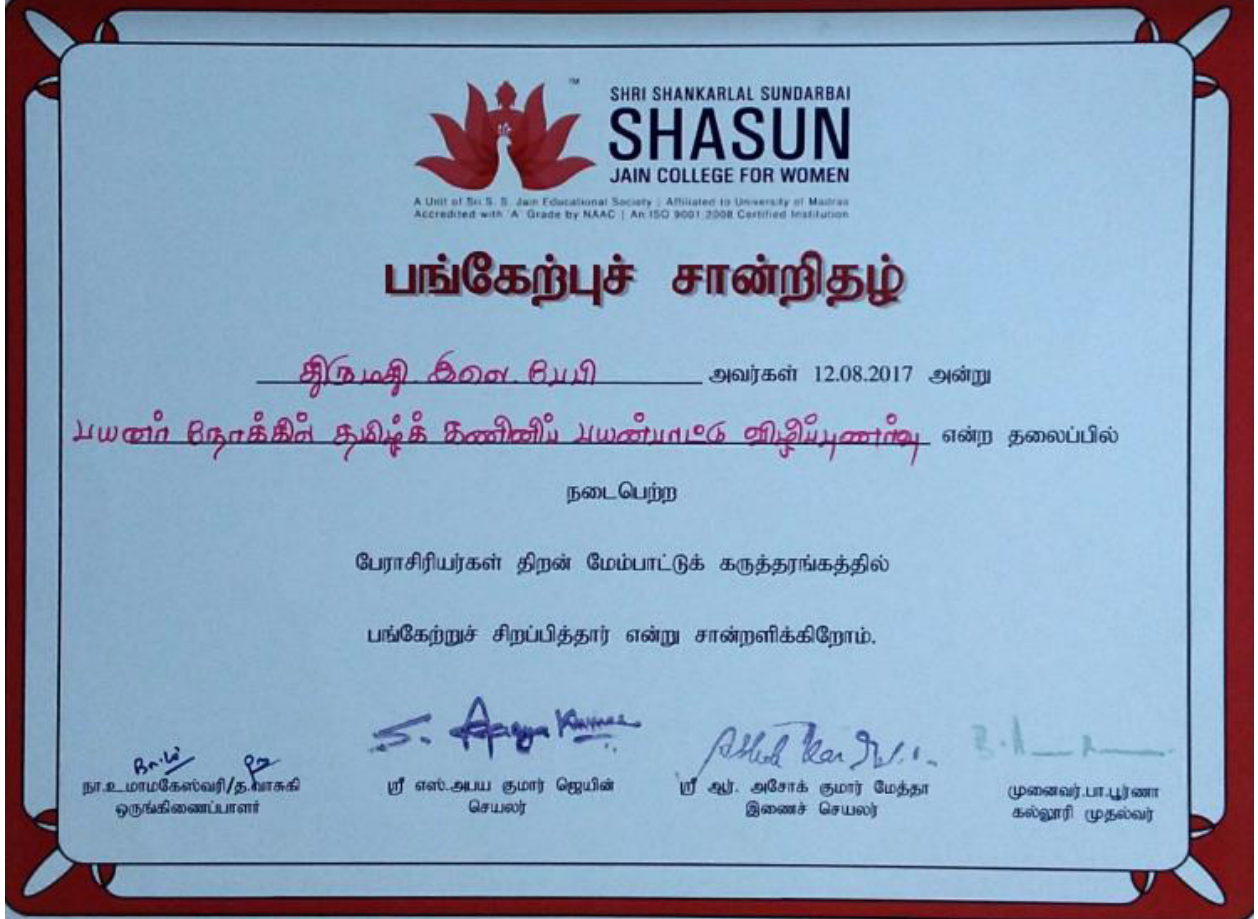 SHRI SHANKARLAL SUNDARBAI
SHASUN
JAIN COLLEGE FOR WOMEN
A Unit of Sri S. S. Jain Educational Society | Affiliated to University of Madras
Accredited with 'A' Grade by NAAC | An ISO 9001:2008 Certified Institution
பங்கேற்புச் சான்றிதழ்
திருமதி இ.வை. பேபி அவர்கள் 12.08.2017 அன்று
பயனர் நோக்கில் தமிழ்க் கணினிப் பயன்பாட்டு விழிப்புணர்வு என்ற தலைப்பில்
நடைபெற்ற
பேராசிரியர்கள் திறன் மேம்பாட்டுக் கருத்தரங்கத்தில்
பங்கேற்றுச் சிறப்பித்தார் என்று சான்றளிக்கிறோம்.
நா.உமாமகேஸ்வரி/த.வாசுகி
ஒருங்கிணைப்பாளர்
ஸ்ரீ எஸ்.அபய குமார் ஜெயின்
செயலர்
ஸ்ரீ ஆர். அசோக் குமார் மேத்தா
இணைச் செயலர்
முனைவர்.பா.பூர்ணா
கல்லூரி முதல்வர்